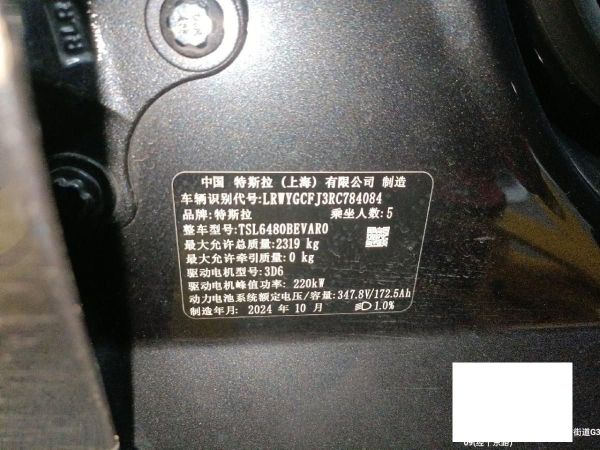 中国 特斯拉(上海)有限公司 制造
车辆识别代号:LRWYGCFJ3RC784084
品牌:特斯拉 乘坐人数:5
整车型号:TSL6480BEVAR0
最大允许总质量:2319 kg
最大允许牵引质量:0 kg
驱动电机型号:3D6
驱动电机峰值功率: 220kW
动力电池系统额定电压/容量:347.8V/172.5Ah
制造年月: 2024 年 10 月 1.0%
街道G3